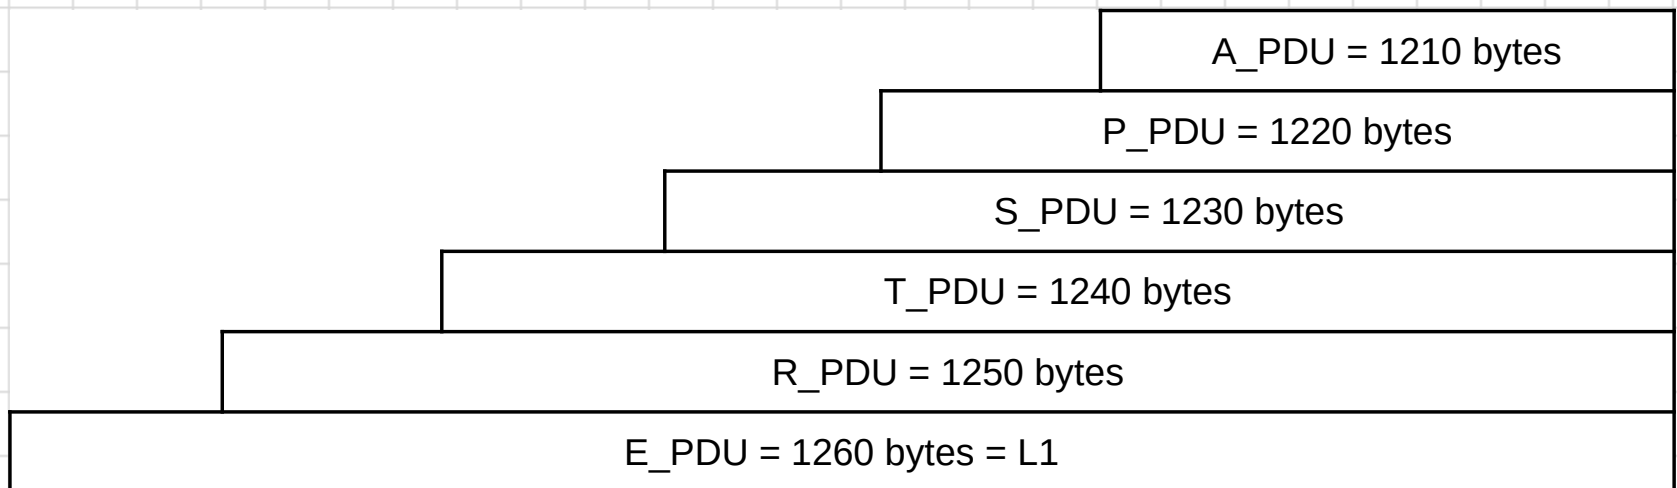 A_PDU = 1210 bytes
P_PDU = 1220 bytes
S_PDU = 1230 bytes
T_PDU = 1240 bytes
R_PDU = 1250 bytes
E_PDU = 1260 bytes = L1